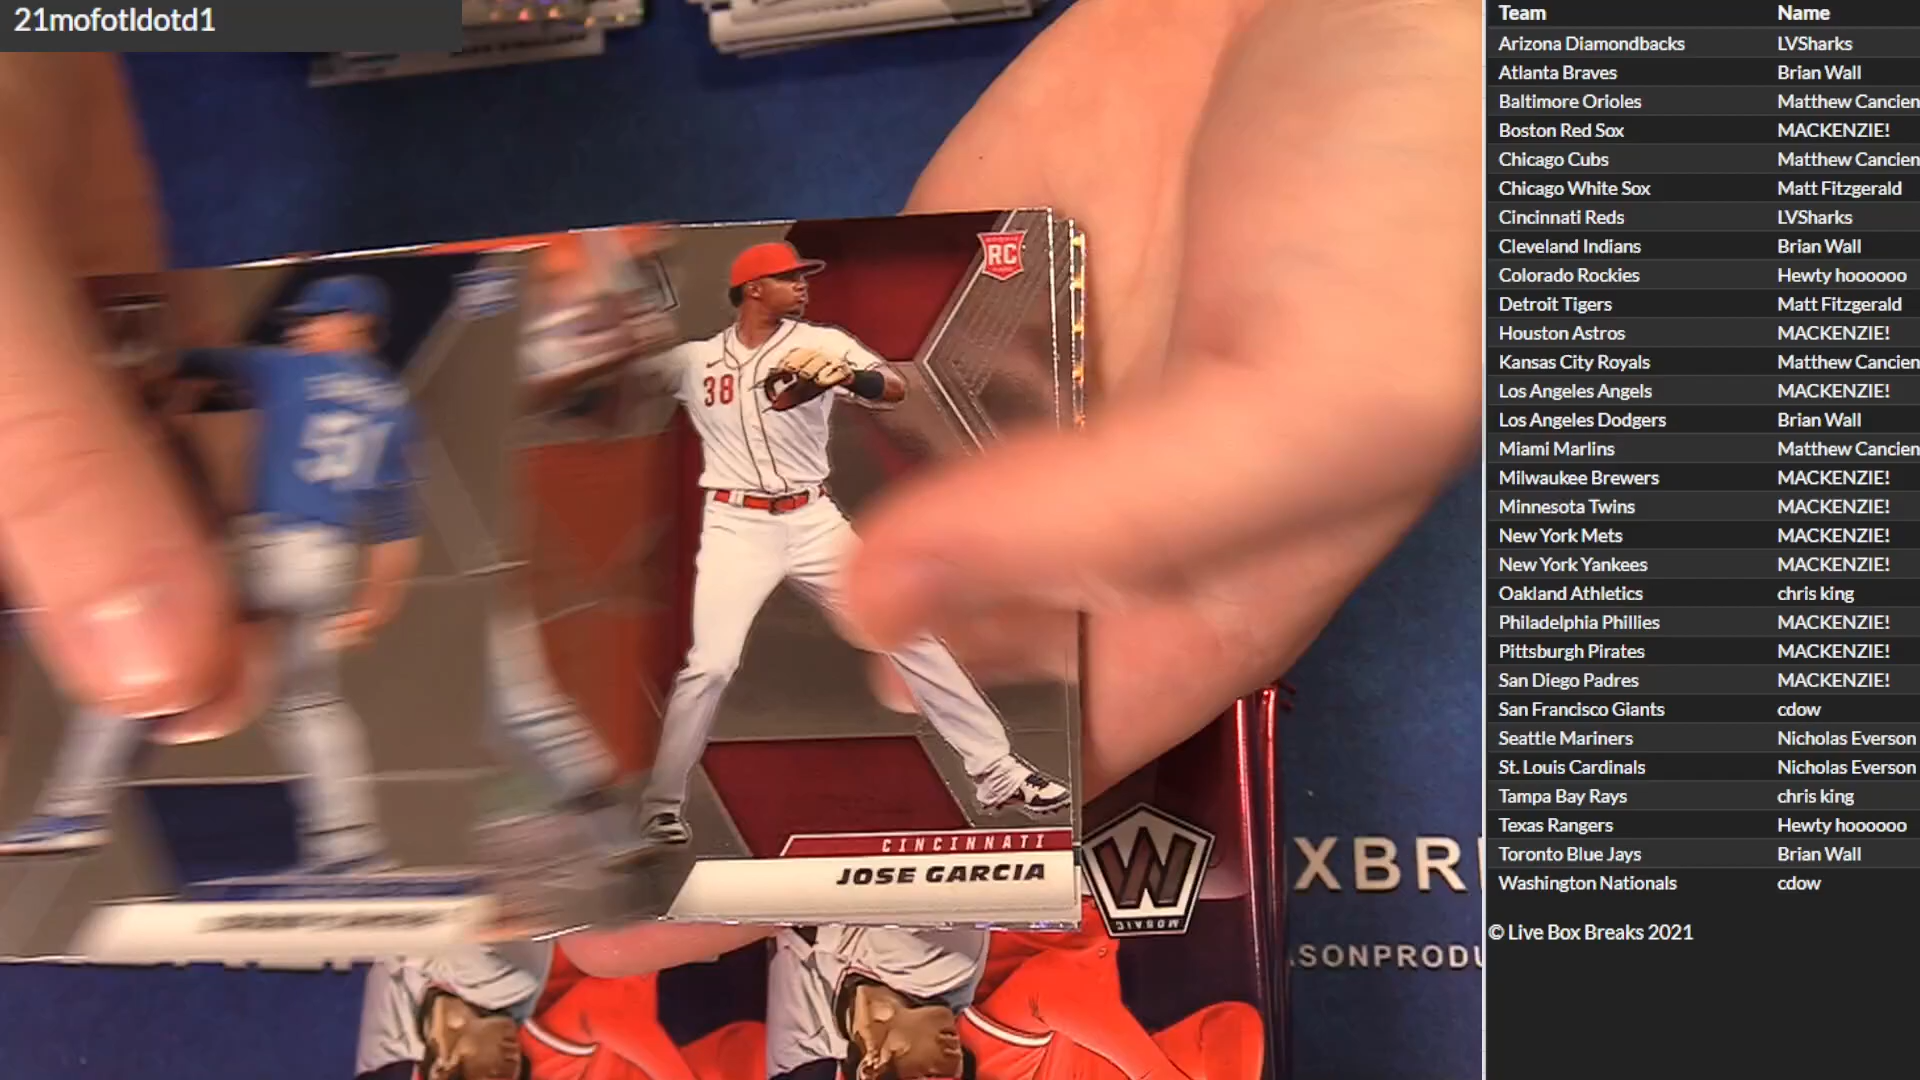 21mofotldotd1
RC
38
CINCINNATI
JOSE GARCIA
W
MOSAIC
XBR
SONPRODU
Team Name
Arizona Diamondbacks LVSharks
Atlanta Braves Brian Wall
Baltimore Orioles Matthew Cancien
Boston Red Sox MACKENZIE!
Chicago Cubs Matthew Cancien
Chicago White Sox Matt Fitzgerald
Cincinnati Reds LVSharks
Cleveland Indians Brian Wall
Colorado Rockies Hewty hoooooo
Detroit Tigers Matt Fitzgerald
Houston Astros MACKENZIE!
Kansas City Royals Matthew Cancien
Los Angeles Angels MACKENZIE!
Los Angeles Dodgers Brian Wall
Miami Marlins Matthew Cancien
Milwaukee Brewers MACKENZIE!
Minnesota Twins MACKENZIE!
New York Mets MACKENZIE!
New York Yankees MACKENZIE!
Oakland Athletics chris king
Philadelphia Phillies MACKENZIE!
Pittsburgh Pirates MACKENZIE!
San Diego Padres MACKENZIE!
San Francisco Giants cdow
Seattle Mariners Nicholas Everson
St. Louis Cardinals Nicholas Everson
Tampa Bay Rays chris king
Texas Rangers Hewty hoooooo
Toronto Blue Jays Brian Wall
Washington Nationals cdow
© Live Box Breaks 2021